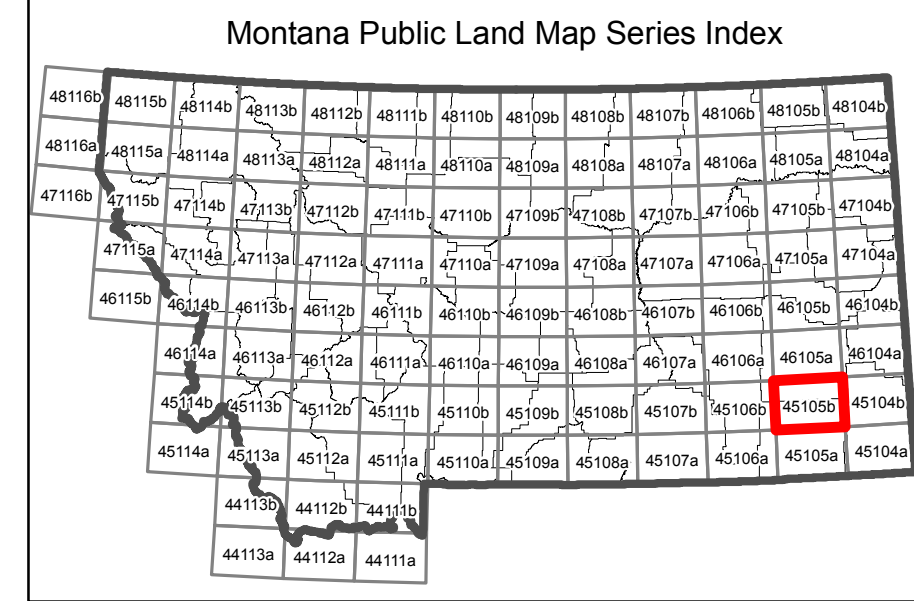 Montana Public Land Map Series Index
48116b 48115b 48114b 48113b 48112b 48111b 48110b 48109b 48108b 48107b 48106b 48105b 48104b
48116a 48115a 48114a 48113a 48112a 48111a 48110a 48109a 48108a 48107a 48106a 48105a 48104a
47116b 47115b 47114b 47113b 47112b 47111b 47110b 47109b 47108b 47107b 47106b 47105b 47104b
47115a 47114a 47113a 47112a 47111a 47110a 47109a 47108a 47107a 47106a 47105a 47104a
46115b 46114b 46113b 46112b 46111b 46110b 46109b 46108b 46107b 46106b 46105b 46104b
46114a 46113a 46112a 46111a 46110a 46109a 46108a 46107a 46106a 46105a 46104a
45114b 45113b 45112b 45111b 45110b 45109b 45108b 45107b 45106b 45105b 45104b
45114a 45113a 45112a 45111a 45110a 45109a 45108a 45107a 45106a 45105a 45104a
44113b 44112b 44111b
44113a 44112a 44111a